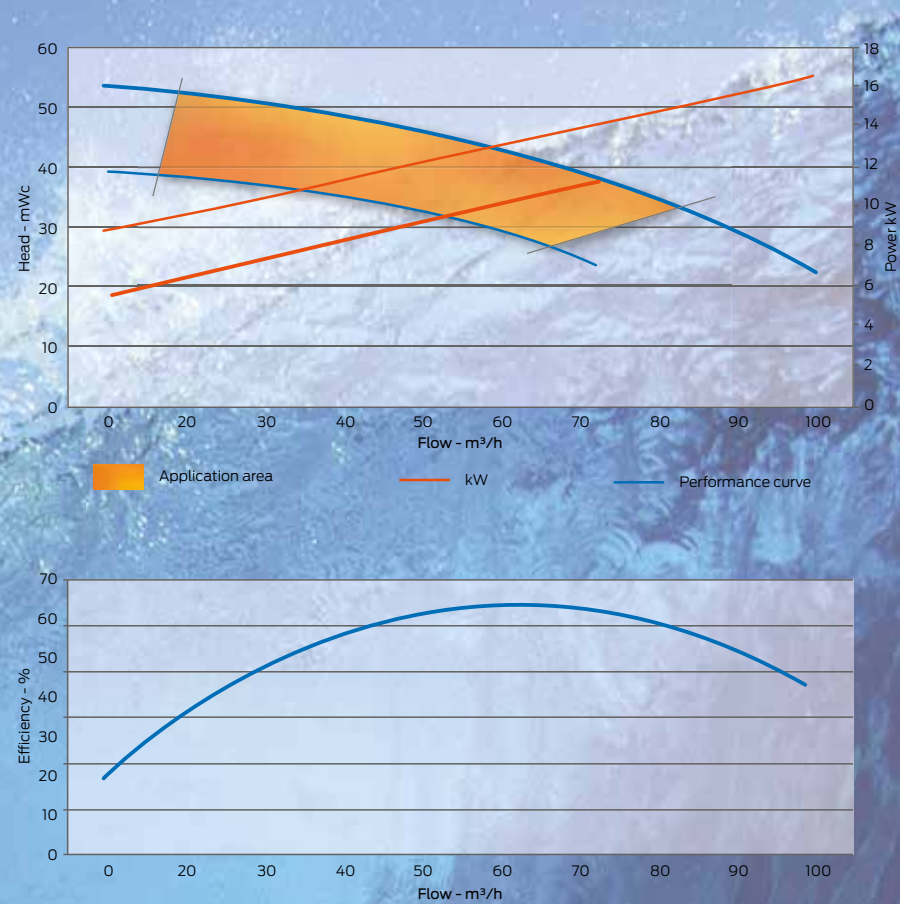 60
50
40
30
20
10
0
Head - mWc
18
16
14
12
10
8
6
4
2
0
Power kW
0 20 30 40 50 60 70 80 90 100
Flow - m³/h
Application area
kW
Performance curve
70
60
50
40
30
20
10
0
Efficiency - %
0 20 30 40 50 60 70 80 90 100
Flow - m³/h